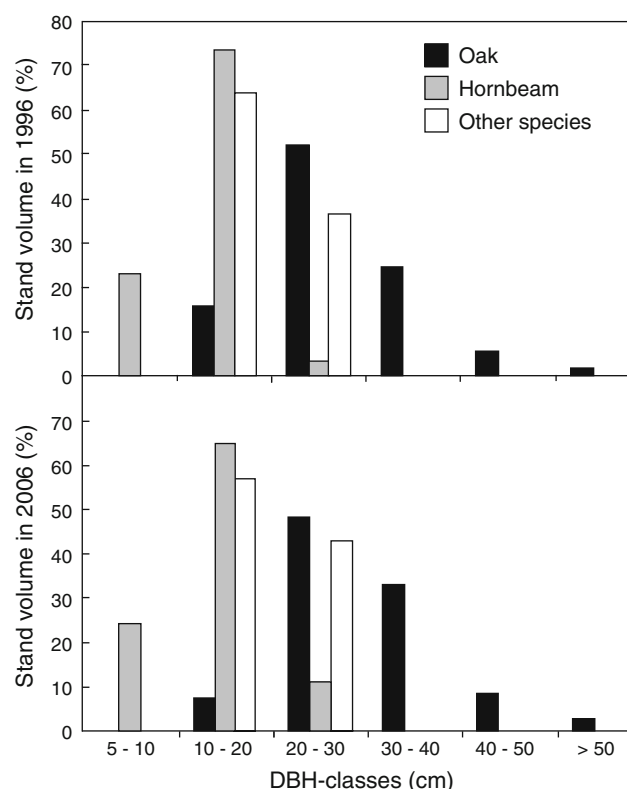 80
70
60
50
40
30
20
10
0
Stand volume in 1996 (%)
Oak
Hornbeam
Other species
70
60
50
40
30
20
10
0
Stand volume in 2006 (%)
5 - 10
10 - 20
20 - 30
30 - 40
40 - 50
> 50
DBH-classes (cm)